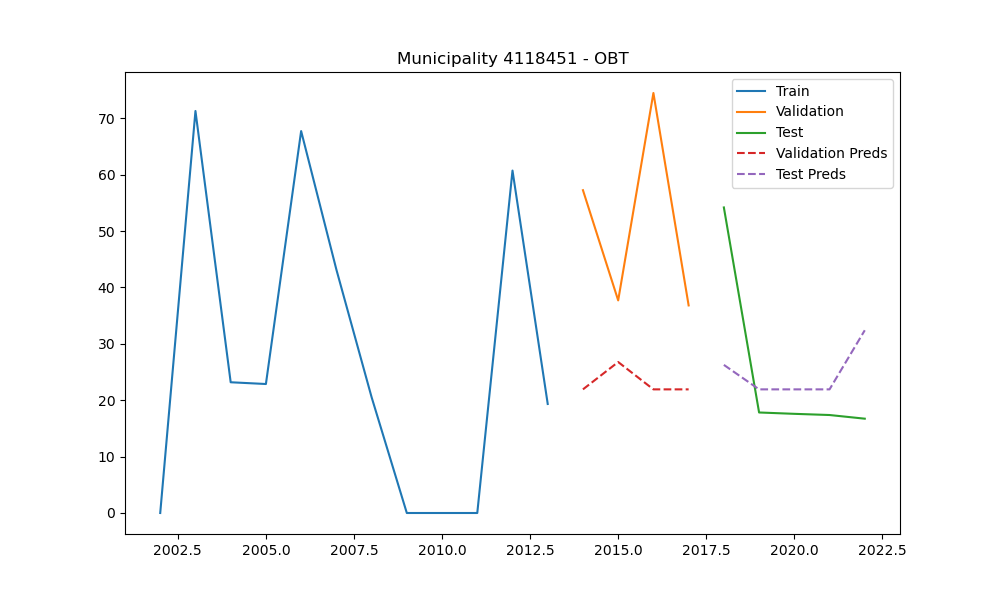 Municipality 4118451 - OBT
Train
Validation
Test
Validation Preds
Test Preds
70
60
50
40
30
20
10
0
2002.5 2005.0 2007.5 2010.0 2012.5 2015.0 2017.5 2020.0 2022.5